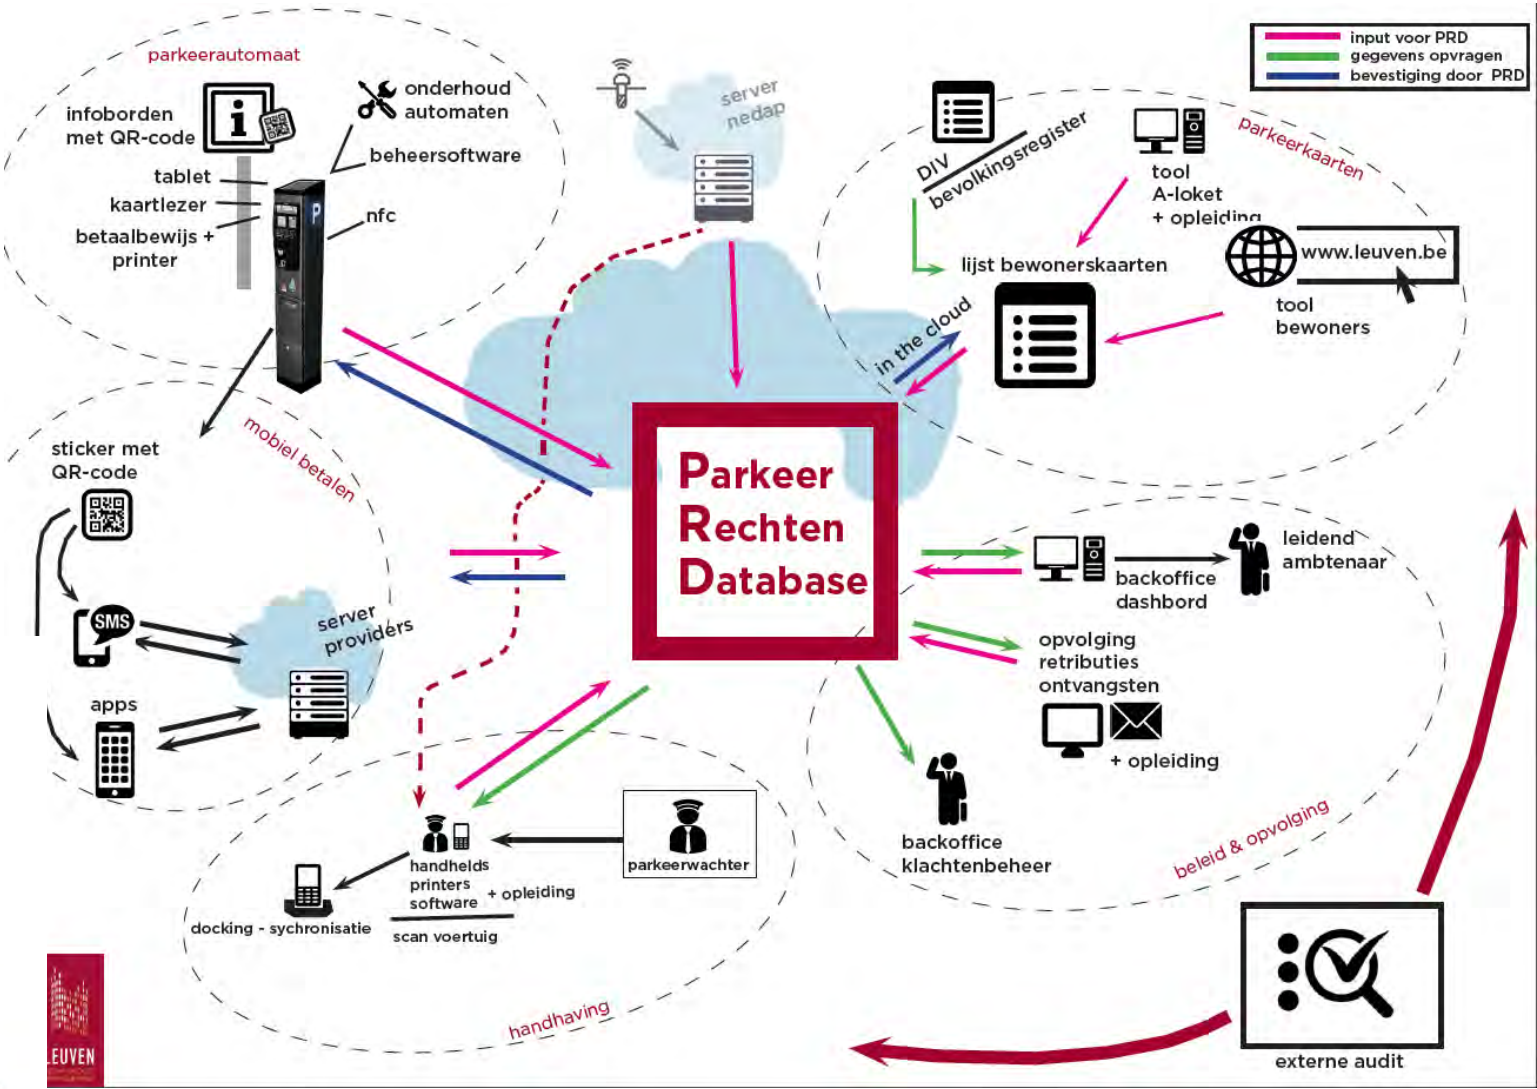 parkeerautomaat
infoborden
met QR-code
onderhoud
automaten
beheersoftware
tablet
kaartlezer
betaalbewijs +
printer
nfc
P
server
nedap
input voor PRD
gegevens opvragen
bevestiging door PRD
DIV
bevolkingsregister
tool
A-loket
+ opleiding
parkeerkaarten
www.leuven.be
tool
bewoners
lijst bewonerskaarten
in the cloud
mobiel betalen
sticker met
QR-code
SMS
server
providers
apps
Parkeer
Rechten
Database
backoffice
dashbord
leidend
ambtenaar
opvolging
retributies
ontvangsten
+ opleiding
backoffice
klachtenbeheer
beleid & opvolging
parkeerwachter
handhelds
printers
software
+ opleiding
scan voertuig
docking - sychronisatie
handhaving
externe audit
LEUVEN